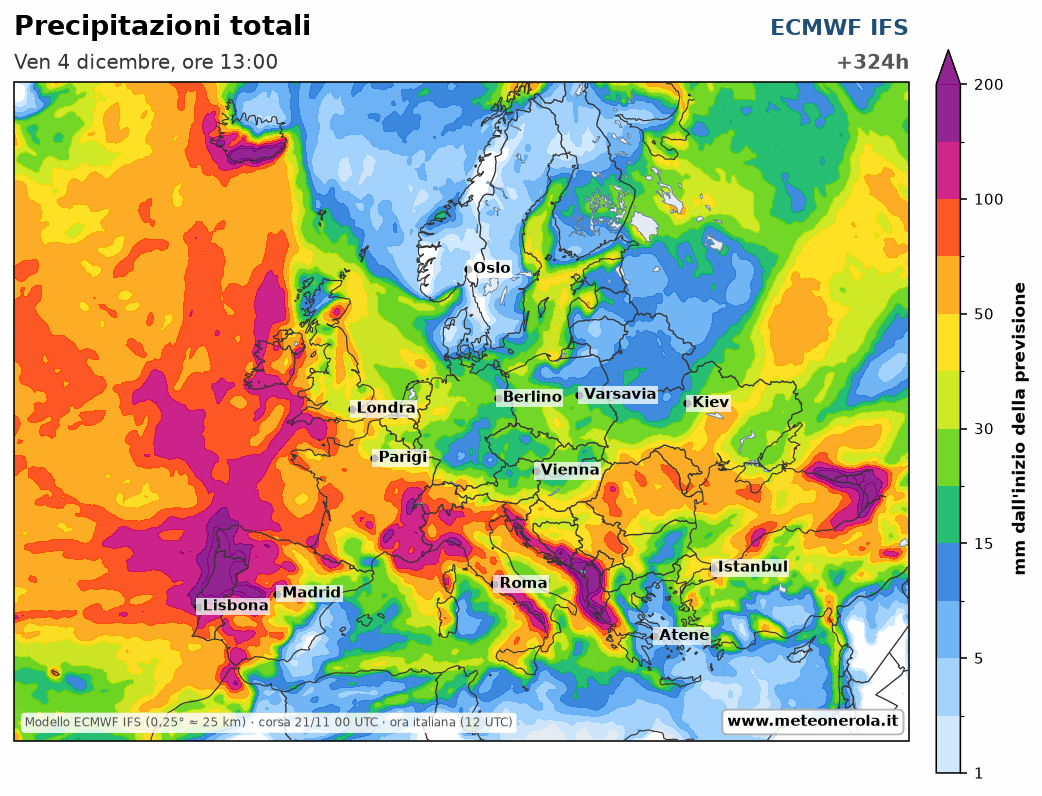 Precipitazioni totali
ECMWF IFS
Ven 4 dicembre, ore 13:00
+324h
200
100
50
30
15
5
1
mm dall'inizio della previsione
Oslo
Berlino
Varsavia
Kiev
Londra
Parigi
Vienna
Istanbul
Roma
Madrid
Lisbona
Atene
Modello ECMWF IFS (0,25° ≈ 25 km) · corsa 21/11 00 UTC · ora italiana (12 UTC)
www.meteonerola.it